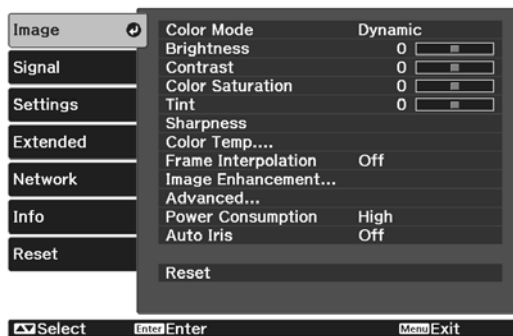 Image
Signal
Settings
Extended
Network
Info
Reset
Color Mode Dynamic
Brightness 0
Contrast 0
Color Saturation 0
Tint 0
Sharpness
Color Temp....
Frame Interpolation Off
Image Enhancement...
Advanced...
Power Consumption High
Auto Iris Off
Reset
Select Enter Enter Menu Exit